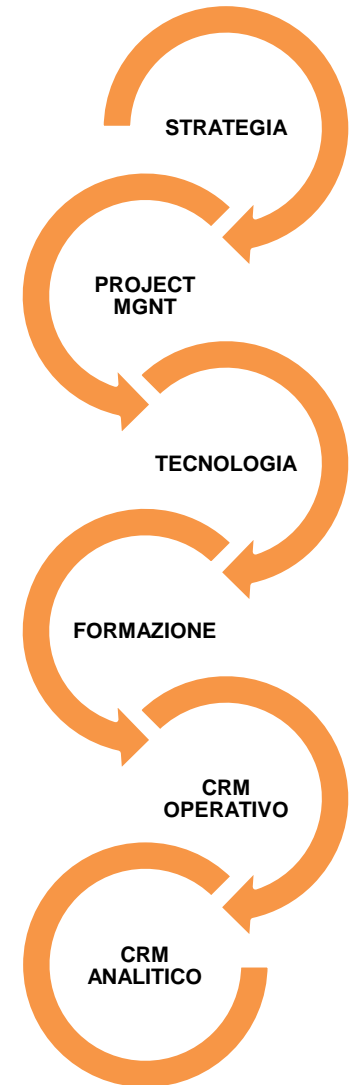 STRATEGIA
PROJECT
MGNT
TECNOLOGIA
FORMAZIONE
CRM
OPERATIVO
CRM
ANALITICO